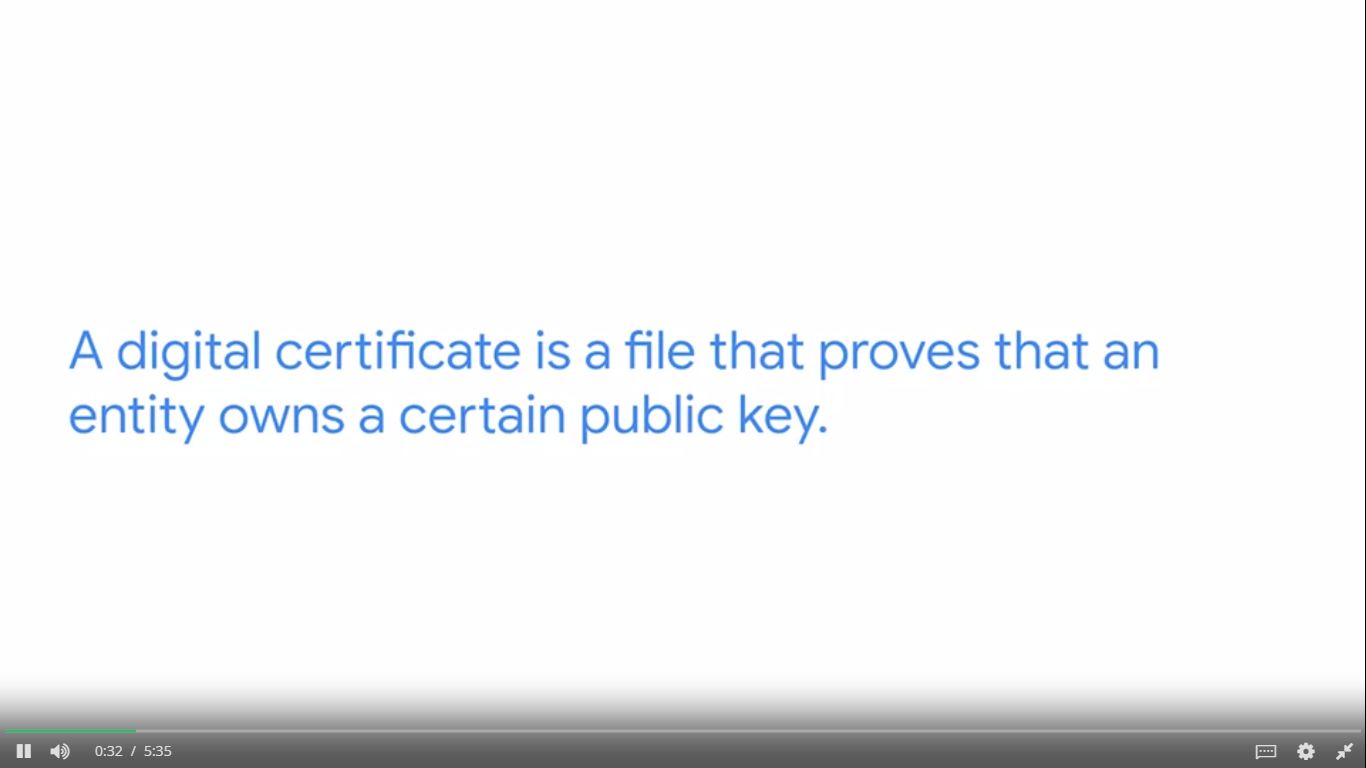 A digital certificate is a file that proves that an
entity owns a certain public key.
0:32 / 5:35